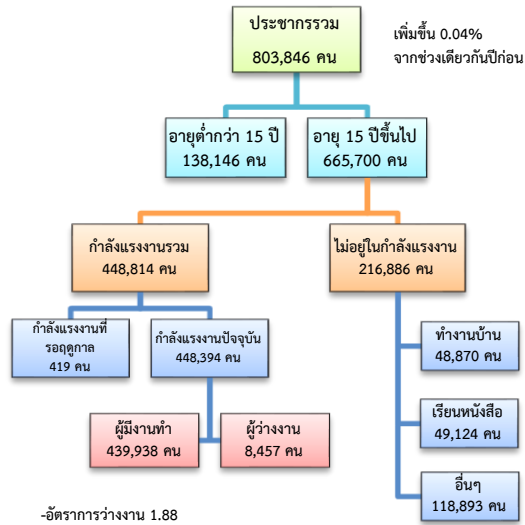 ประชากรรวม
803,846 คน
เพิ่มขึ้น 0.04%
จากช่วงเดียวกันปีก่อน
อายุต่ำกว่า 15 ปี
138,146 คน
อายุ 15 ปีขึ้นไป
665,700 คน
กำลังแรงงานรวม
448,814 คน
ไม่อยู่ในกำลังแรงงาน
216,886 คน
กำลังแรงงานที่
รอฤดูกาล
419 คน
กำลังแรงงานปัจจุบัน
448,394 คน
ผู้มีงานทำ
439,938 คน
ผู้ว่างงาน
8,457 คน
ทำงานบ้าน
48,870 คน
เรียนหนังสือ
49,124 คน
อื่นๆ
118,893 คน
-อัตราการว่างงาน 1.88